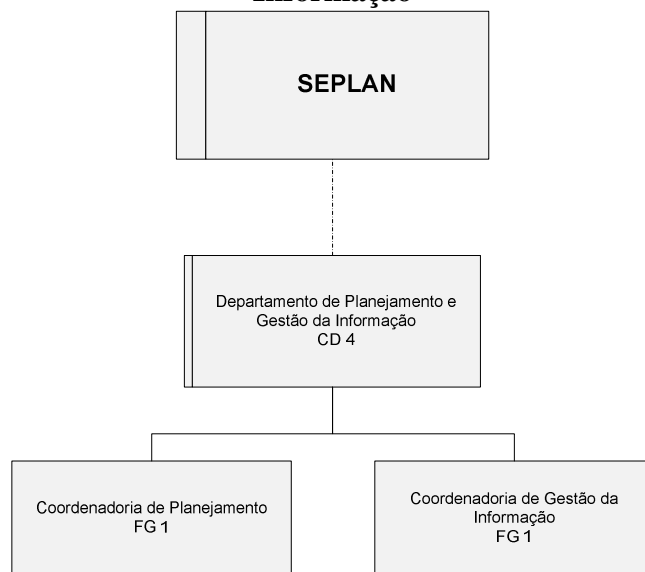 Informação
SEPLAN
Departamento de Planejamento e
Gestão da Informação
CD 4
Coordenadoria de Planejamento
FG 1
Coordenadoria de Gestão da
Informação
FG 1